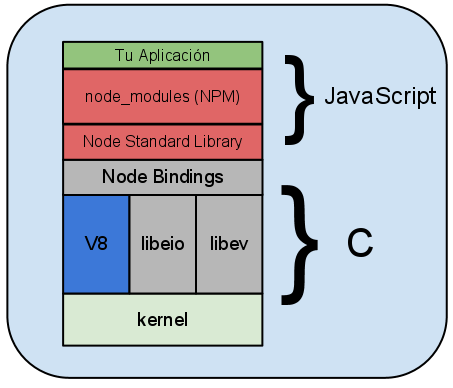 Tu Aplicación
node_modules (NPM)
Node Standard Library
} JavaScript
Node Bindings
V8 libeio libev
} C
kernel